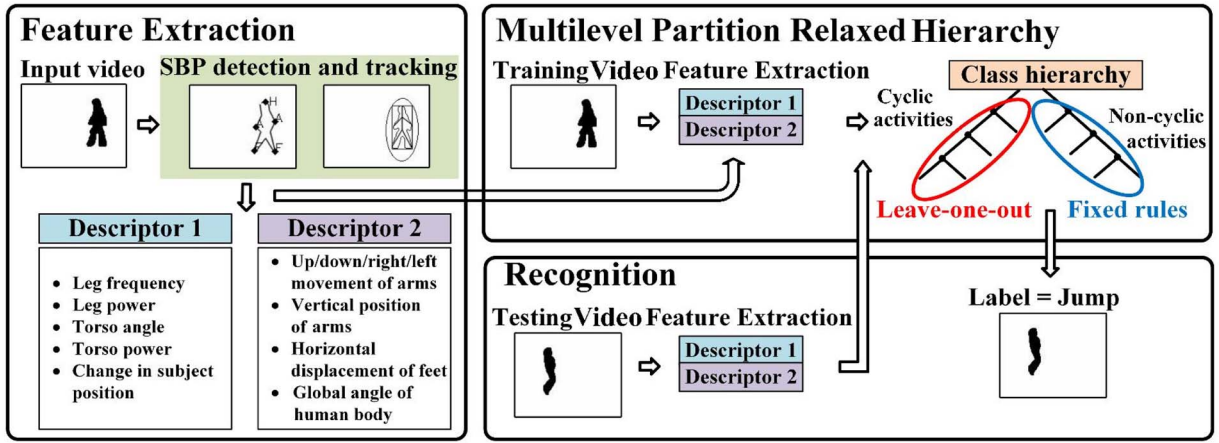 Feature Extraction
Input video
SBP detection and tracking
H
A
A
F
F
Descriptor 1
• Leg frequency
• Leg power
• Torso angle
• Torso power
• Change in subject
position
Descriptor 2
• Up/down/right/left
movement of arms
• Vertical position
of arms
• Horizontal
displacement of feet
• Global angle of
human body
Multilevel Partition Relaxed Hierarchy
Training Video Feature Extraction
Descriptor 1
Descriptor 2
Class hierarchy
Cyclic
activities
Non-cyclic
activities
Leave-one-out
Fixed rules
Recognition
Testing Video Feature Extraction
Descriptor 1
Descriptor 2
Label = Jump